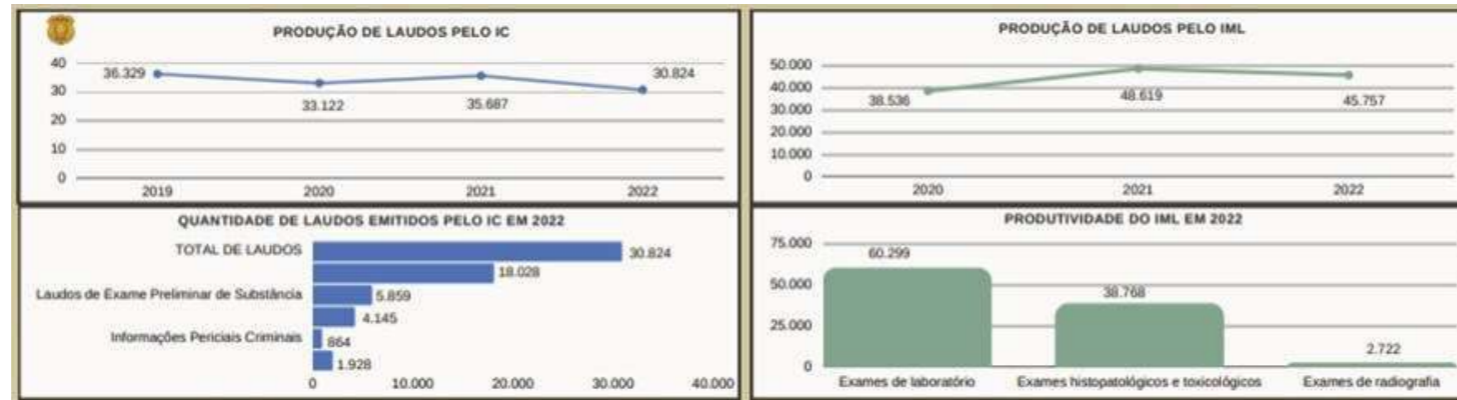 PRODUÇÃO DE LAUDOS PELO IC
40
30
20
10
0
36.329
33.122
35.687
30.824
2019 2020 2021 2022
PRODUÇÃO DE LAUDOS PELO IML
50.000
40.000
30.000
20.000
10.000
0
38.536
48.619
45.757
2020 2021 2022
QUANTIDADE DE LAUDOS EMITIDOS PELO IC EM 2022
TOTAL DE LAUDOS 30.824
18.028
Laudos de Exame Preliminar de Substância 5.859
4.145
Informações Periciais Criminais 864
1.928
0 10.000 20.000 30.000 40.000
PRODUTIVIDADE DO IML EM 2022
75.000
50.000
25.000
0
60.299
38.768
2.722
Exames de laboratório Exames histopatológicos e toxicológicos Exames de radiografia